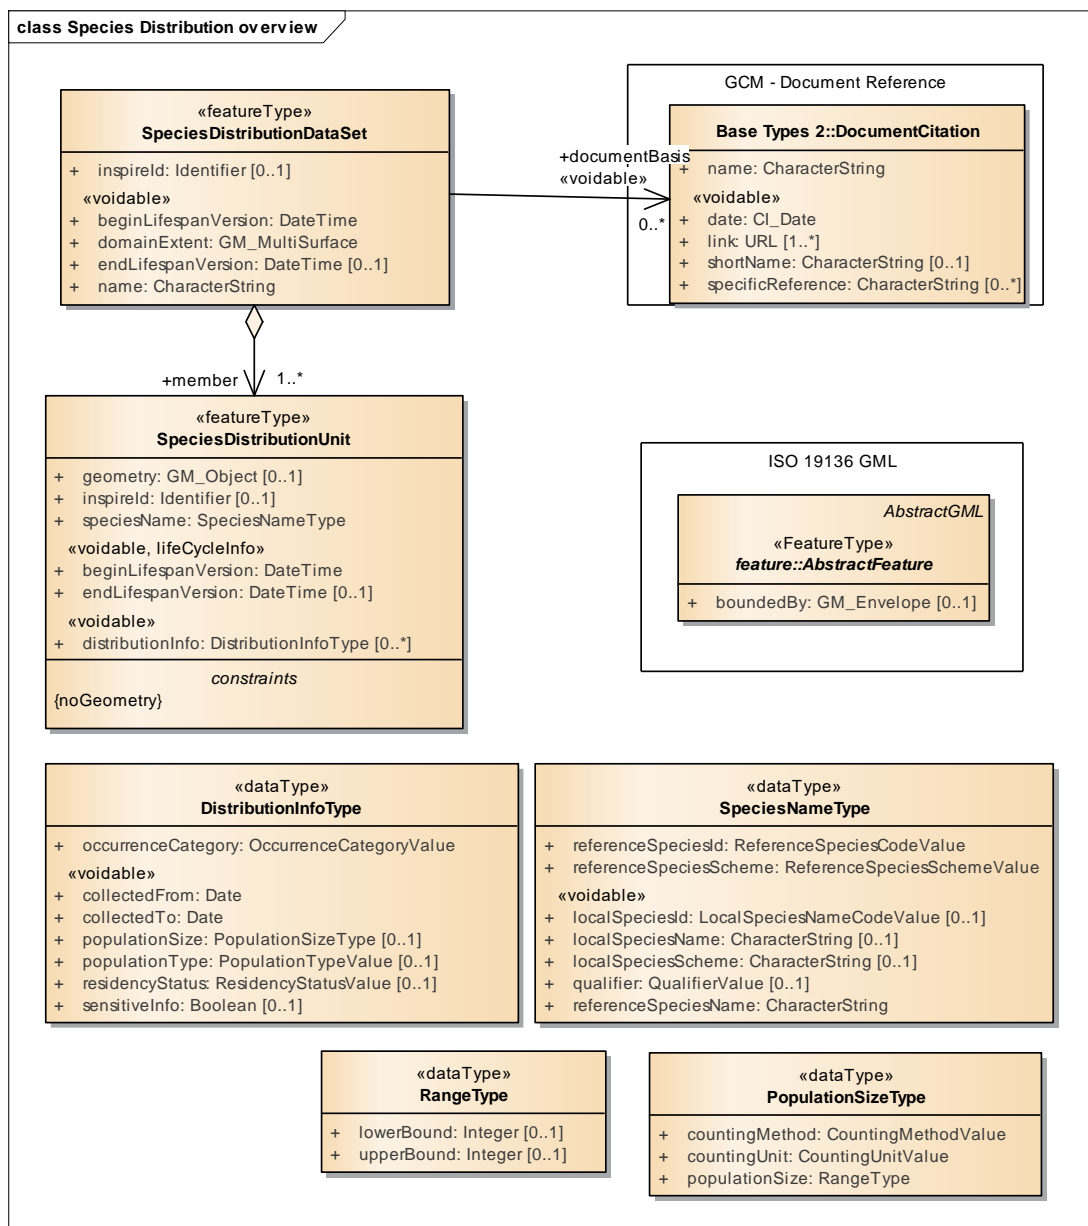 class Species Distribution overview
«featureType»
SpeciesDistributionDataSet
+ inspireId: Identifier [0..1]
«voidable»
+ beginLifespanVersion: DateTime
+ domainExtent: GM_MultiSurface
+ endLifespanVersion: DateTime [0..1]
+ name: CharacterString
+documentBasis
«voidable»
0..*
GCM - Document Reference
Base Types 2::DocumentCitation
+ name: CharacterString
«voidable»
+ date: CI_Date
+ link: URL [1..*]
+ shortName: CharacterString [0..1]
+ specificReference: CharacterString [0..*]
+member 1..*
«featureType»
SpeciesDistributionUnit
+ geometry: GM_Object [0..1]
+ inspireId: Identifier [0..1]
+ speciesName: SpeciesNameType
«voidable, lifeCycleInfo»
+ beginLifespanVersion: DateTime
+ endLifespanVersion: DateTime [0..1]
«voidable»
+ distributionInfo: DistributionInfoType [0..*]
constraints
{noGeometry}
ISO 19136 GML
AbstractGML
«FeatureType»
feature::AbstractFeature
+ boundedBy: GM_Envelope [0..1]
«dataType»
DistributionInfoType
+ occurrenceCategory: OccurrenceCategoryValue
«voidable»
+ collectedFrom: Date
+ collectedTo: Date
+ populationSize: PopulationSizeType [0..1]
+ populationType: PopulationTypeValue [0..1]
+ residencyStatus: ResidencyStatusValue [0..1]
+ sensitiveInfo: Boolean [0..1]
«dataType»
SpeciesNameType
+ referenceSpeciesId: ReferenceSpeciesCodeValue
+ referenceSpeciesScheme: ReferenceSpeciesSchemeValue
«voidable»
+ localSpeciesId: LocalSpeciesNameCodeValue [0..1]
+ localSpeciesName: CharacterString [0..1]
+ localSpeciesScheme: CharacterString [0..1]
+ qualifier: QualifierValue [0..1]
+ referenceSpeciesName: CharacterString
«dataType»
RangeType
+ lowerBound: Integer [0..1]
+ upperBound: Integer [0..1]
«dataType»
PopulationSizeType
+ countingMethod: CountingMethodValue
+ countingUnit: CountingUnitValue
+ populationSize: RangeType